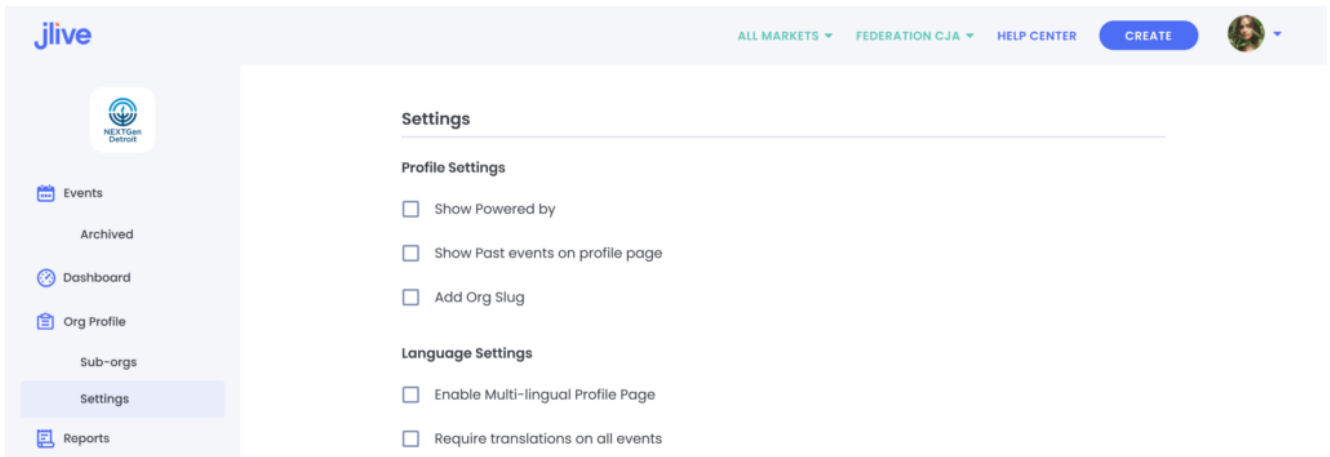 jlive
ALL MARKETS
FEDERATION CJA
HELP CENTER
CREATE
NEXTGen
Detroit
Events
Archived
Dashboard
Org Profile
Sub-orgs
Settings
Reports
Settings
Profile Settings
Show Powered by
Show Past events on profile page
Add Org Slug
Language Settings
Enable Multi-lingual Profile Page
Require translations on all events